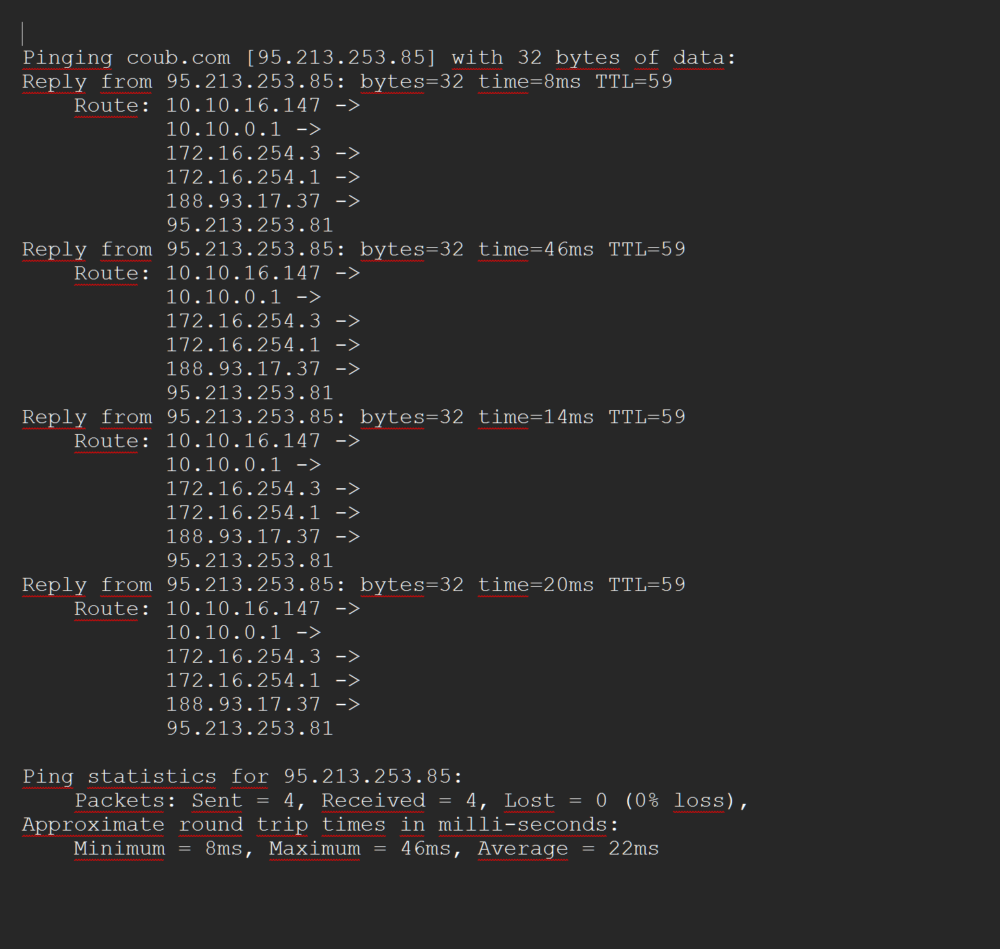 Pinging coub.com [95.213.253.85] with 32 bytes of data:
Reply from 95.213.253.85: bytes=32 time=8ms TTL=59
    Route: 10.10.16.147 ->
           10.10.0.1 ->
           172.16.254.3 ->
           172.16.254.1 ->
           188.93.17.37 ->
           95.213.253.81
Reply from 95.213.253.85: bytes=32 time=46ms TTL=59
    Route: 10.10.16.147 ->
           10.10.0.1 ->
           172.16.254.3 ->
           172.16.254.1 ->
           188.93.17.37 ->
           95.213.253.81
Reply from 95.213.253.85: bytes=32 time=14ms TTL=59
    Route: 10.10.16.147 ->
           10.10.0.1 ->
           172.16.254.3 ->
           172.16.254.1 ->
           188.93.17.37 ->
           95.213.253.81
Reply from 95.213.253.85: bytes=32 time=20ms TTL=59
    Route: 10.10.16.147 ->
           10.10.0.1 ->
           172.16.254.3 ->
           172.16.254.1 ->
           188.93.17.37 ->
           95.213.253.81

Ping statistics for 95.213.253.85:
    Packets: Sent = 4, Received = 4, Lost = 0 (0% loss),
Approximate round trip times in milli-seconds:
    Minimum = 8ms, Maximum = 46ms, Average = 22ms